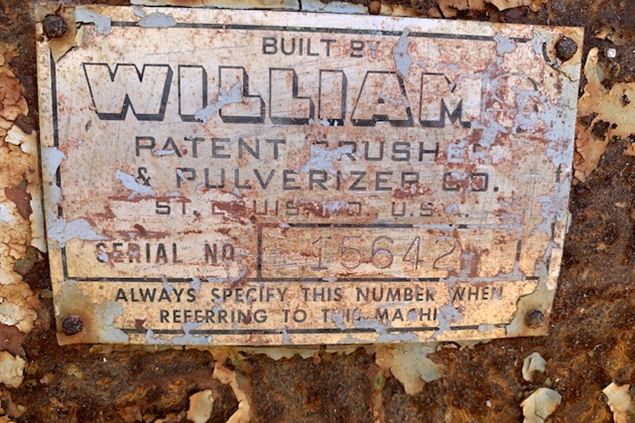 BUILT BY
WILLIAMS
PATENT CRUSHER
& PULVERIZER CO.
ST. LOUIS, MO., U.S.A.
SERIAL NO. 15642
ALWAYS SPECIFY THIS NUMBER WHEN
REFERRING TO THIS MACHINE